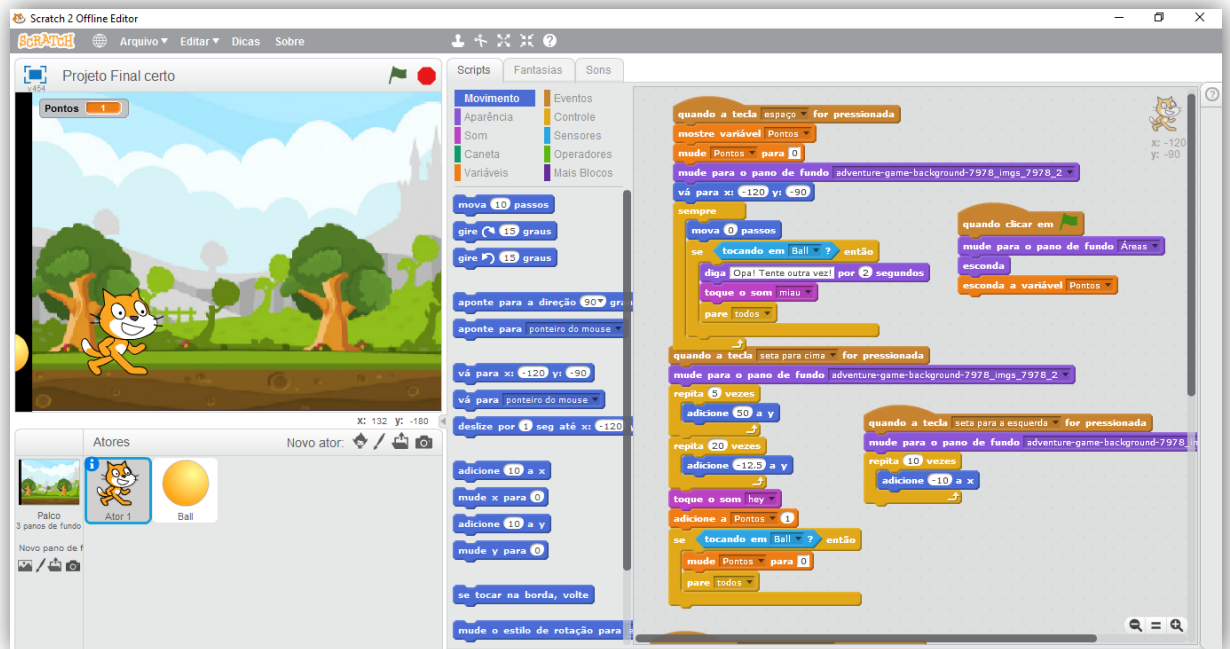 Scratch 2 Offline Editor
SCRATCH Arquivo Editar Dicas Sobre
v454
Projeto Final certo
Pontos 1
X: 132 Y: -180
Atores
Novo ator:
Palco
3 panos de fundo
Ator 1
Ball
Novo pano de f
Scripts
Fantasias
Sons
Movimento
Aparência
Som
Caneta
Variáveis
Eventos
Controle
Sensores
Operadores
Mais Blocos
mova 10 passos
gire 15 graus
gire 15 graus
aponte para a direção 90 grau
aponte para ponteiro do mouse
vá para x: -120 y: -90
vá para ponteiro do mouse
deslize por 1 seg até x: -120 y
adicione 10 a x
mude x para 0
adicione 10 a y
mude y para 0
se tocar na borda, volte
mude o estilo de rotação para
quando a tecla espaço for pressionada
mostre variável Pontos
mude Pontos para 0
mude para o pano de fundo adventure-game-background-7978_imgs_7978_2
vá para x: -120 y: -90
sempre
mova 0 passos
se tocando em Ball ? então
diga Opa! Tente outra vez! por 2 segundos
toque o som miau
pare todos
quando a tecla seta para cima for pressionada
mude para o pano de fundo adventure-game-background-7978_imgs_7978_2
repita 5 vezes
adicione 50 a y
repita 20 vezes
adicione -12.5 a y
toque o som hey
adicione a Pontos 1
se tocando em Ball ? então
mude Pontos para 0
pare todos
quando clicar em
mude para o pano de fundo Áreas
esconda
esconda a variável Pontos
quando a tecla seta para a esquerda for pressionada
mude para o pano de fundo adventure-game-background-7978_im
repita 10 vezes
adicione -10 a x
x: -120
y: -90